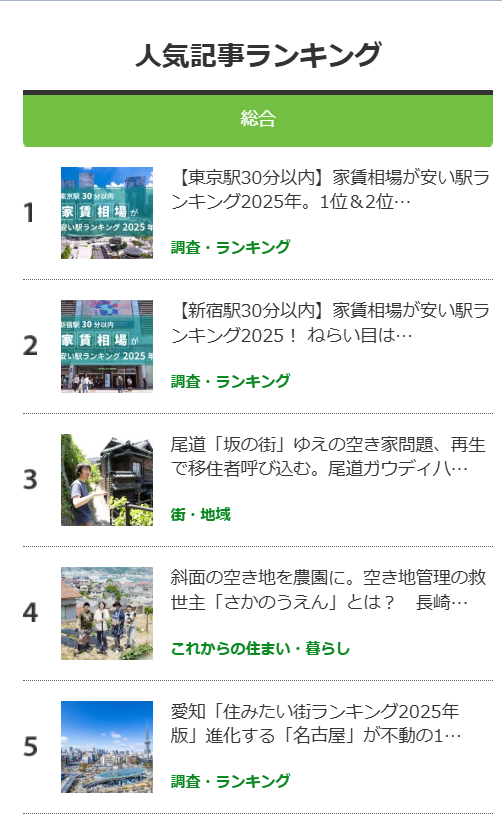 人気記事ランキング
総合
1
東京駅 30 分以内
家賃相場が
安い駅ランキング 2025 年
【東京駅30分以内】家賃相場が安い駅ラ
ンキング2025年。1位＆2位…
調査・ランキング
2
新宿駅 30 分以内
家賃相場が
安い駅ランキング 2025 年
【新宿駅30分以内】家賃相場が安い駅ラ
ンキング2025！ ねらい目は…
調査・ランキング
3
尾道「坂の街」ゆえの空き家問題、再生
で移住者呼び込む。尾道ガウディハ…
街・地域
4
斜面の空き地を農園に。空き地管理の救
世主「さかのうえん」とは？　長崎…
これからの住まい・暮らし
5
愛知「住みたい街ランキング2025年
版」進化する「名古屋」が不動の1…
調査・ランキング